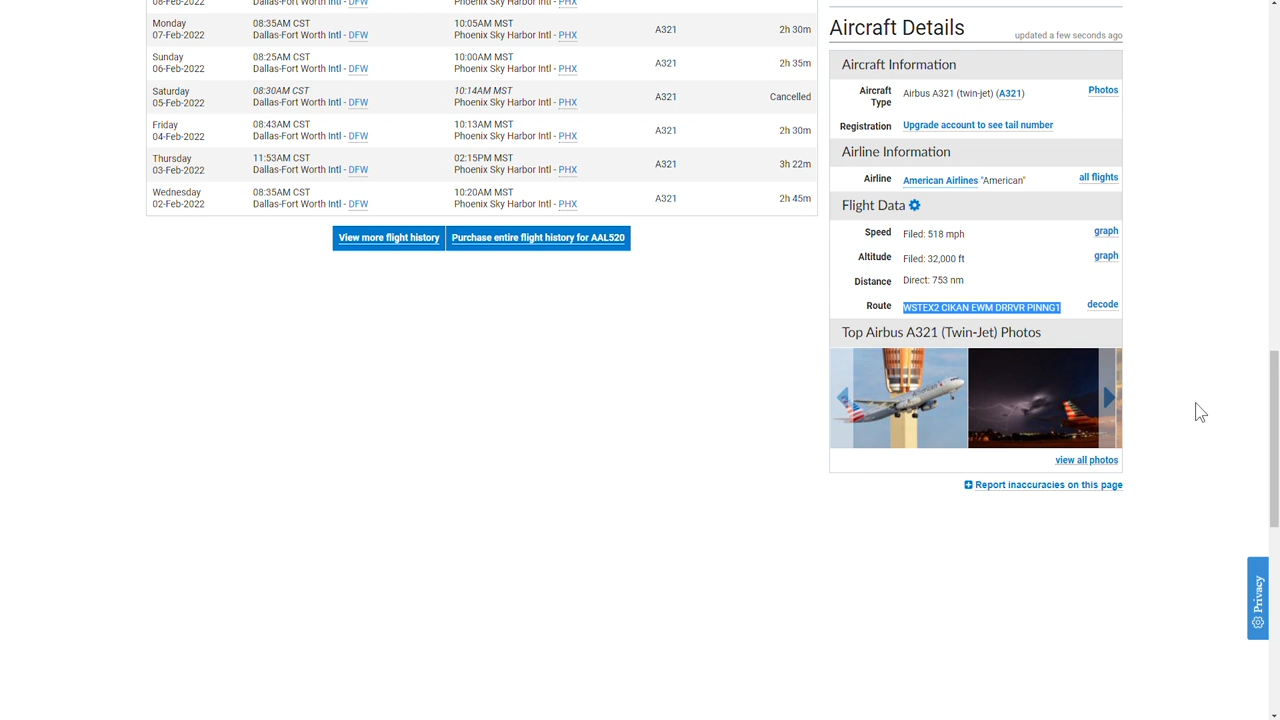 08-Feb-2022 Dallas-Fort Worth Intl - DFW Phoenix Sky Harbor Intl - PHX
Monday 08:35AM CST 10:05AM MST
07-Feb-2022 Dallas-Fort Worth Intl - DFW Phoenix Sky Harbor Intl - PHX A321 2h 30m
Sunday 08:25AM CST 10:00AM MST
06-Feb-2022 Dallas-Fort Worth Intl - DFW Phoenix Sky Harbor Intl - PHX A321 2h 35m
Saturday 08:30AM CST 10:14AM MST
05-Feb-2022 Dallas-Fort Worth Intl - DFW Phoenix Sky Harbor Intl - PHX A321 Cancelled
Friday 08:43AM CST 10:13AM MST
04-Feb-2022 Dallas-Fort Worth Intl - DFW Phoenix Sky Harbor Intl - PHX A321 2h 30m
Thursday 11:53AM CST 02:15PM MST
03-Feb-2022 Dallas-Fort Worth Intl - DFW Phoenix Sky Harbor Intl - PHX A321 3h 22m
Wednesday 08:35AM CST 10:20AM MST
02-Feb-2022 Dallas-Fort Worth Intl - DFW Phoenix Sky Harbor Intl - PHX A321 2h 45m
View more flight history Purchase entire flight history for AAL520
Aircraft Details updated a few seconds ago
Aircraft Information
Aircraft Type Airbus A321 (twin-jet) (A321) Photos
Registration Upgrade account to see tail number
Airline Information
Airline American Airlines "American" all flights
Flight Data
Speed Filed: 518 mph graph
Altitude Filed: 32,000 ft graph
Distance Direct: 753 nm
Route WSTEX2 CIKAN EWM DRRVR PINNG1 decode
Top Airbus A321 (Twin-Jet) Photos
view all photos
Report inaccuracies on this page
Privacy